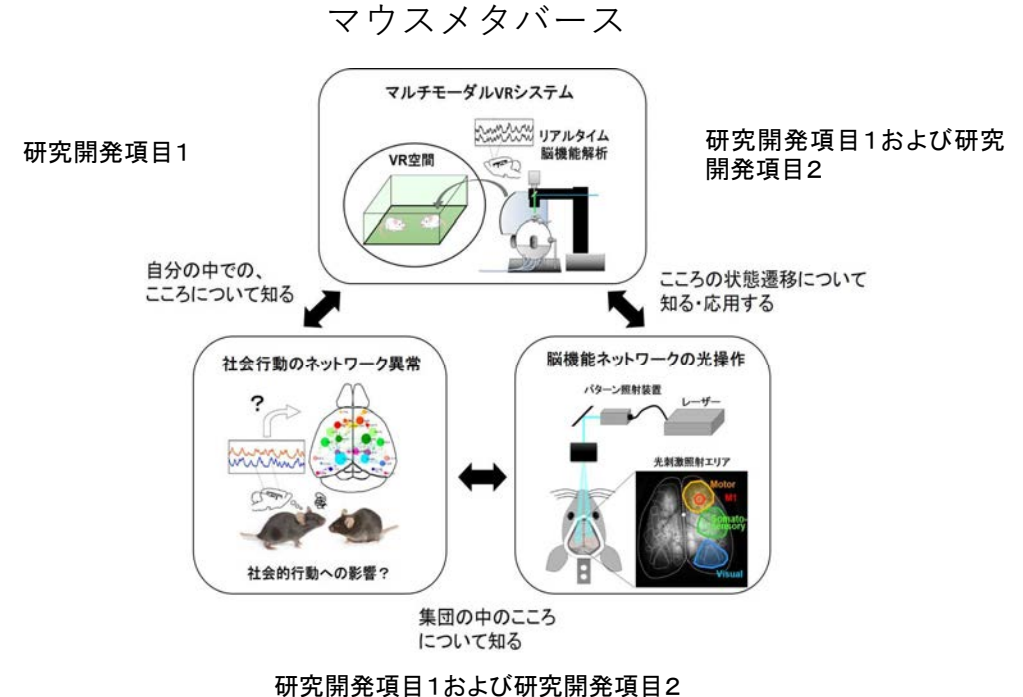 マウスメタバース
マルチモーダルVRシステム
リアルタイム
脳機能解析
VR空間
研究開発項目1
研究開発項目1および研究
開発項目2
自分の中での、
こころについて知る
こころの状態遷移について
知る・応用する
社会行動のネットワーク異常
?
社会的行動への影響？
脳機能ネットワークの光操作
パターン照射装置
レーザー
光刺激照射エリア
Motor
M1
Somato-
sensory
Visual
集団の中のこころ
について知る
研究開発項目1および研究開発項目2